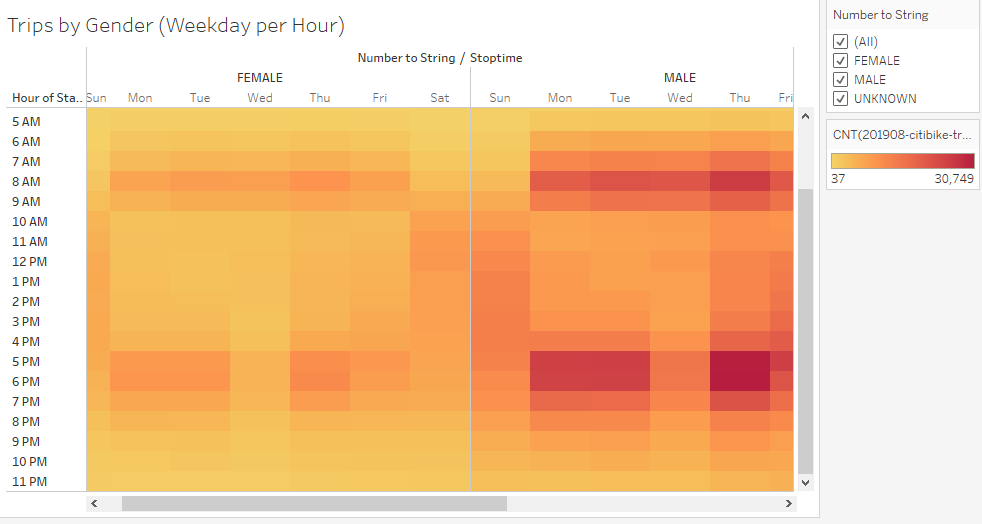 Trips by Gender (Weekday per Hour)
Number to String / Stoptime
FEMALE MALE
Hour of Sta.. Sun Mon Tue Wed Thu Fri Sat Sun Mon Tue Wed Thu Fri
5 AM
6 AM
7 AM
8 AM
9 AM
10 AM
11 AM
12 PM
1 PM
2 PM
3 PM
4 PM
5 PM
6 PM
7 PM
8 PM
9 PM
10 PM
11 PM
Number to String
(All)
FEMALE
MALE
UNKNOWN
CNT(201908-citibike-tr...
37 30,749